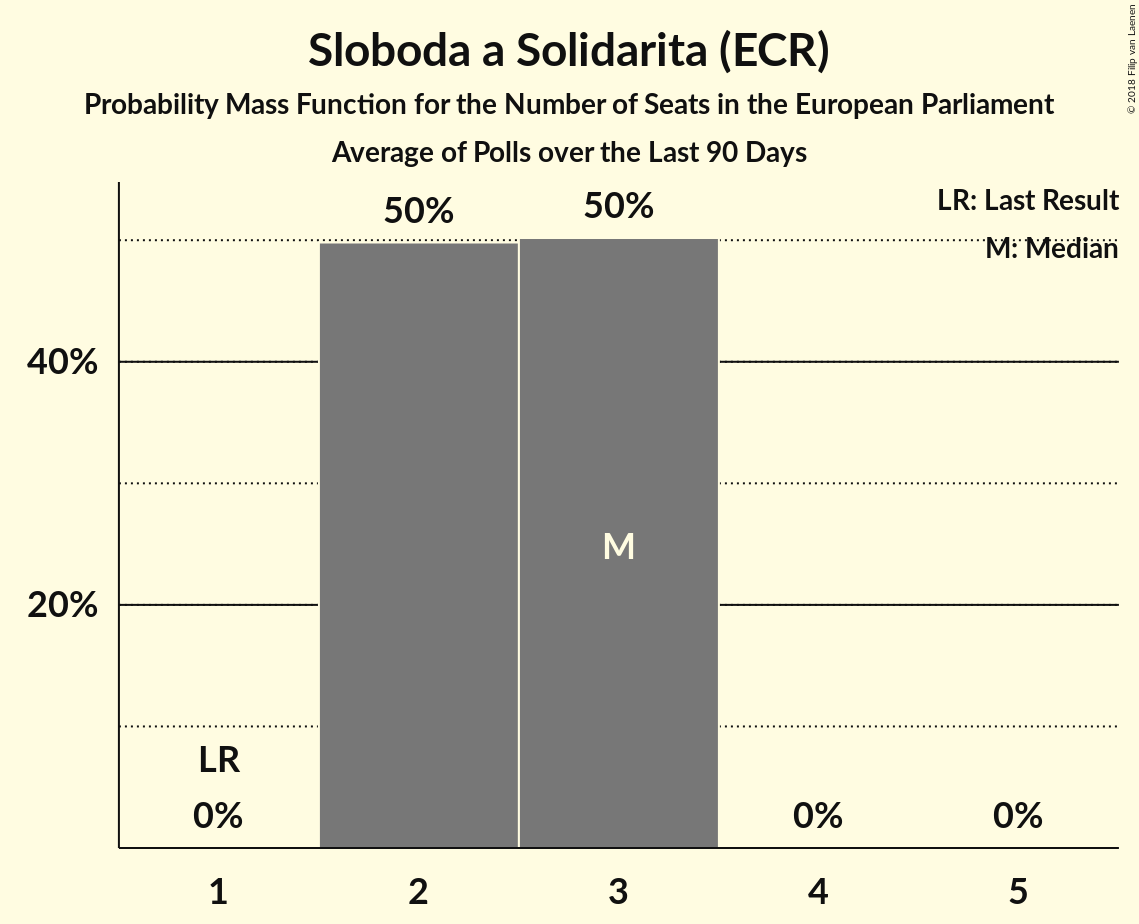 Sloboda a Solidarita (ECR)
Probability Mass Function for the Number of Seats in the European Parliament
Average of Polls over the Last 90 Days
© 2018 Filip van Laenen
LR: Last Result
M: Median
50%
50%
40%
20%
M
LR
0%
0%
0%
1
2
3
4
5